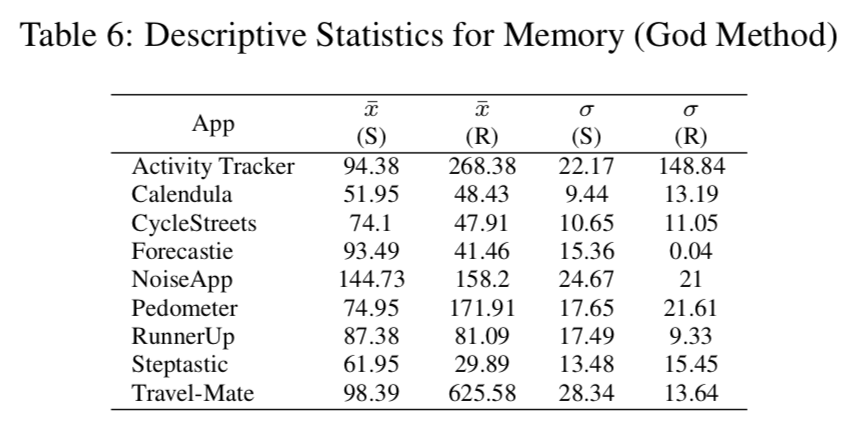 Table 6: Descriptive Statistics for Memory (God Method)
App x̄ (S) x̄ (R) σ (S) σ (R)
Activity Tracker 94.38 268.38 22.17 148.84
Calendula 51.95 48.43 9.44 13.19
CycleStreets 74.1 47.91 10.65 11.05
Forecastie 93.49 41.46 15.36 0.04
NoiseApp 144.73 158.2 24.67 21
Pedometer 74.95 171.91 17.65 21.61
RunnerUp 87.38 81.09 17.49 9.33
Steptastic 61.95 29.89 13.48 15.45
Travel-Mate 98.39 625.58 28.34 13.64